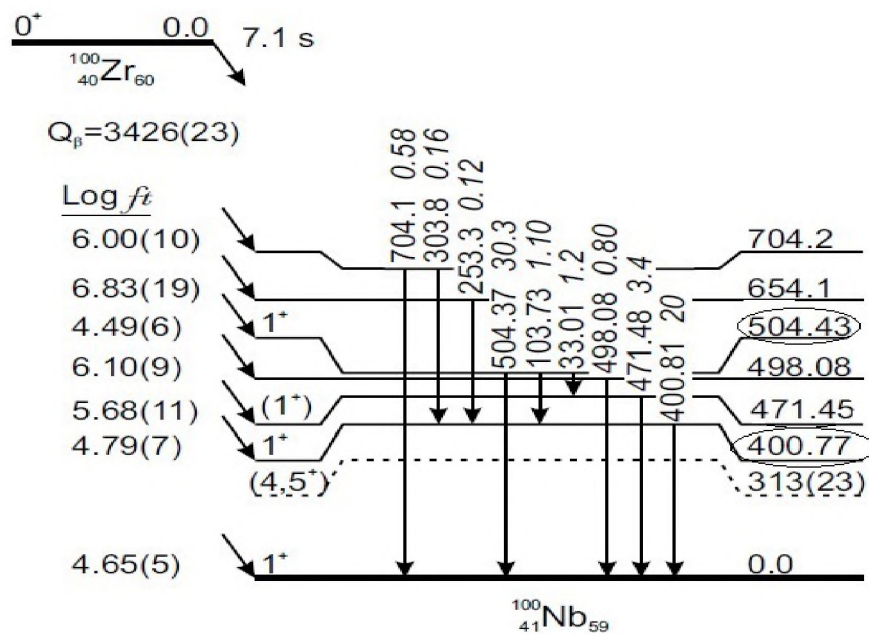 0⁺ 0.0 7.1 s
¹⁰⁰₄₀Zr₆₀
Qᵦ=3426(23)
Log ft
704.1 0.58
303.8 0.16
253.3 0.12
504.37 30.3
103.73 1.10
33.01 1.2
498.08 0.80
471.48 3.4
400.81 20
6.00(10) 704.2
6.83(19) 654.1
4.49(6) 1⁺ 504.43
6.10(9) 498.08
5.68(11) (1⁺) 471.45
4.79(7) 1⁺ 400.77
(4,5⁺) 313(23)
4.65(5) 1⁺ 0.0
¹⁰⁰₄₁Nb₅₉